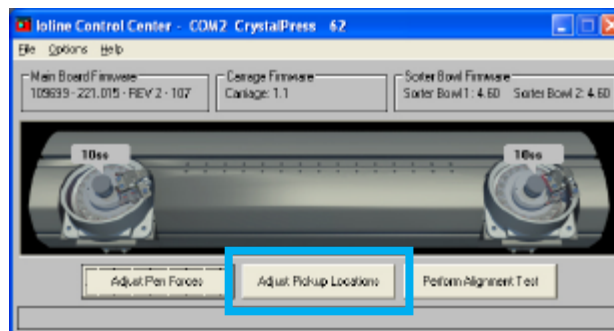 Ioline Control Center - COM2 CrystalPress 62
File Options Help
Main Board Firmware
109699 - 221.015 - REV 2 - 107
Carriage Firmware
Carriage: 1.1
Sorter Bowl Firmware
Sorter Bowl 1: 4.60 Sorter Bowl 2: 4.60
10ss
10ss
Adjust Pen Forces
Adjust Pickup Locations
Perform Alignment Test